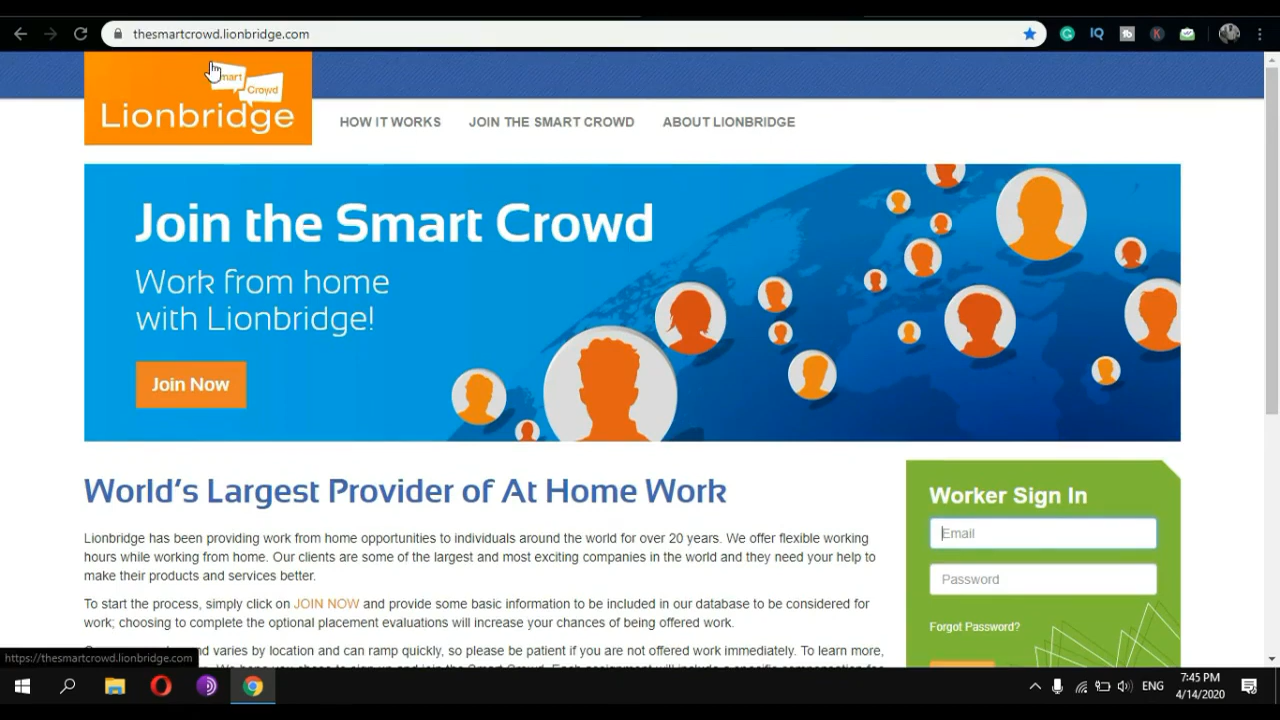 thesmartcrowd.lionbridge.com
Crowd
Lionbridge
HOW IT WORKS
JOIN THE SMART CROWD
ABOUT LIONBRIDGE
Join the Smart Crowd
Work from home
with Lionbridge!
Join Now
World's Largest Provider of At Home Work
Lionbridge has been providing work from home opportunities to individuals around the world for over 20 years. We offer flexible working
hours while working from home. Our clients are some of the largest and most exciting companies in the world and they need your help to
make their products and services better.
To start the process, simply click on JOIN NOW and provide some basic information to be included in our database to be considered for
work; choosing to complete the optional placement evaluations will increase your chances of being offered work.
varies by location and can ramp quickly, so please be patient if you are not offered work immediately. To learn more,
Worker Sign In
Email
Password
Forgot Password?
https://thesmartcrowd.lionbridge.com
IQ
K
ENG
7:45 PM
4/14/2020